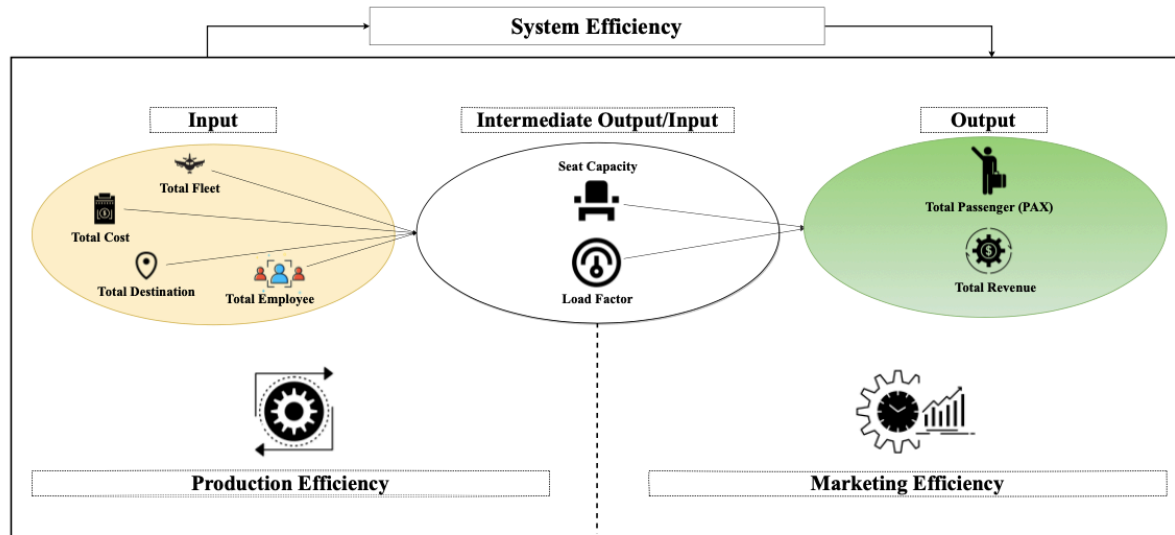 System Efficiency
Input
Intermediate Output/Input
Output
Total Fleet
Total Cost
Total Destination
Total Employee
Seat Capacity
Load Factor
Total Passenger (PAX)
Total Revenue
Production Efficiency
Marketing Efficiency